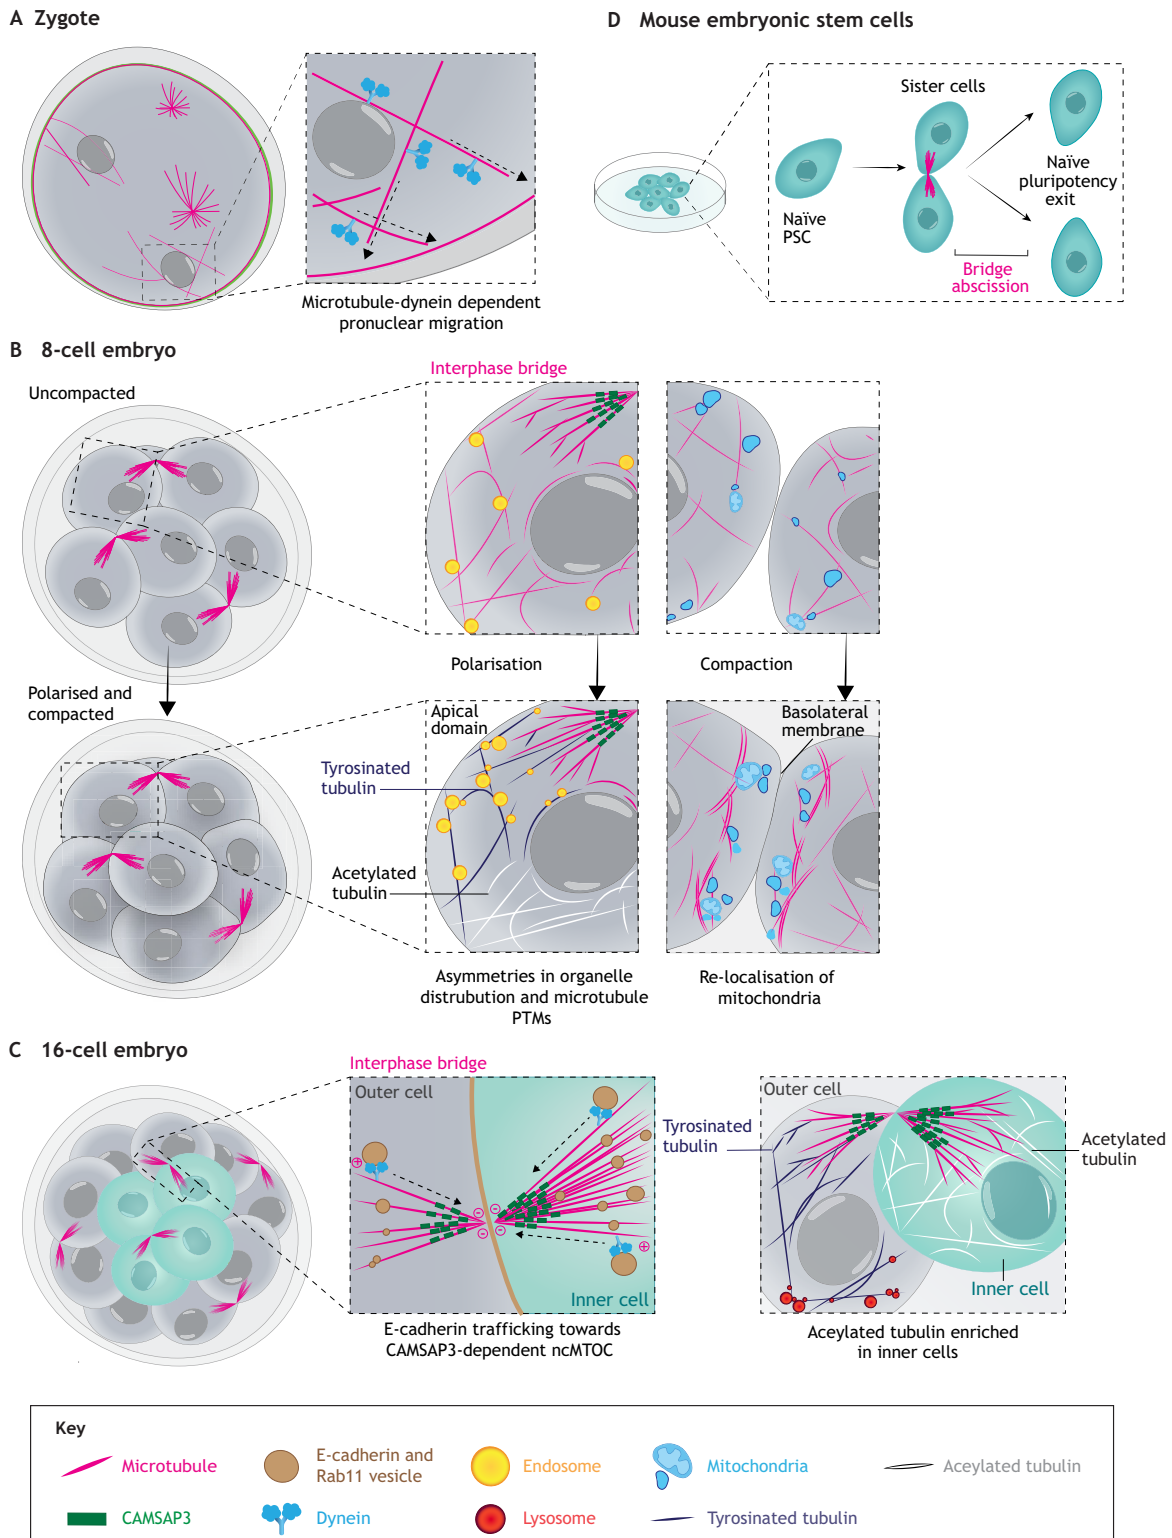 A Zygote
Microtubule-dynein dependent
pronuclear migration
D Mouse embryonic stem cells
Sister cells
Naïve
PSC
Naïve
pluripotency
exit
Bridge
abscission
B 8-cell embryo
Uncompacted
Interphase bridge
Polarisation
Compaction
Polarised and
compacted
Apical
domain
Tyrosinated
tubulin
Acetylated
tubulin
Basolateral
membrane
Asymmetries in organelle
distrubution and microtubule
PTMs
Re-localisation of
mitochondria
C 16-cell embryo
Interphase bridge
Outer cell
+
−
−
−
−
+
Inner cell
E-cadherin trafficking towards
CAMSAP3-dependent ncMTOC
Outer cell
Tyrosinated
tubulin
Acetylated
tubulin
Inner cell
Aceylated tubulin enriched
in inner cells
Key
Microtubule
E-cadherin and
Rab11 vesicle
Endosome
Mitochondria
Aceylated tubulin
CAMSAP3
Dynein
Lysosome
Tyrosinated tubulin